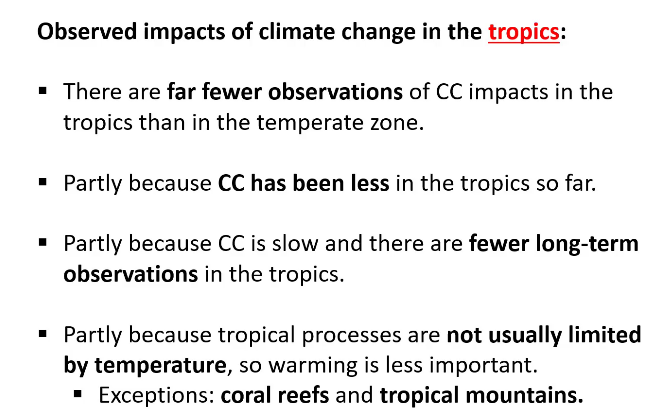 Observed impacts of climate change in the tropics:
▪ There are far fewer observations of CC impacts in the
tropics than in the temperate zone.
▪ Partly because CC has been less in the tropics so far.
▪ Partly because CC is slow and there are fewer long-term
observations in the tropics.
▪ Partly because tropical processes are not usually limited
by temperature, so warming is less important.
▪ Exceptions: coral reefs and tropical mountains.